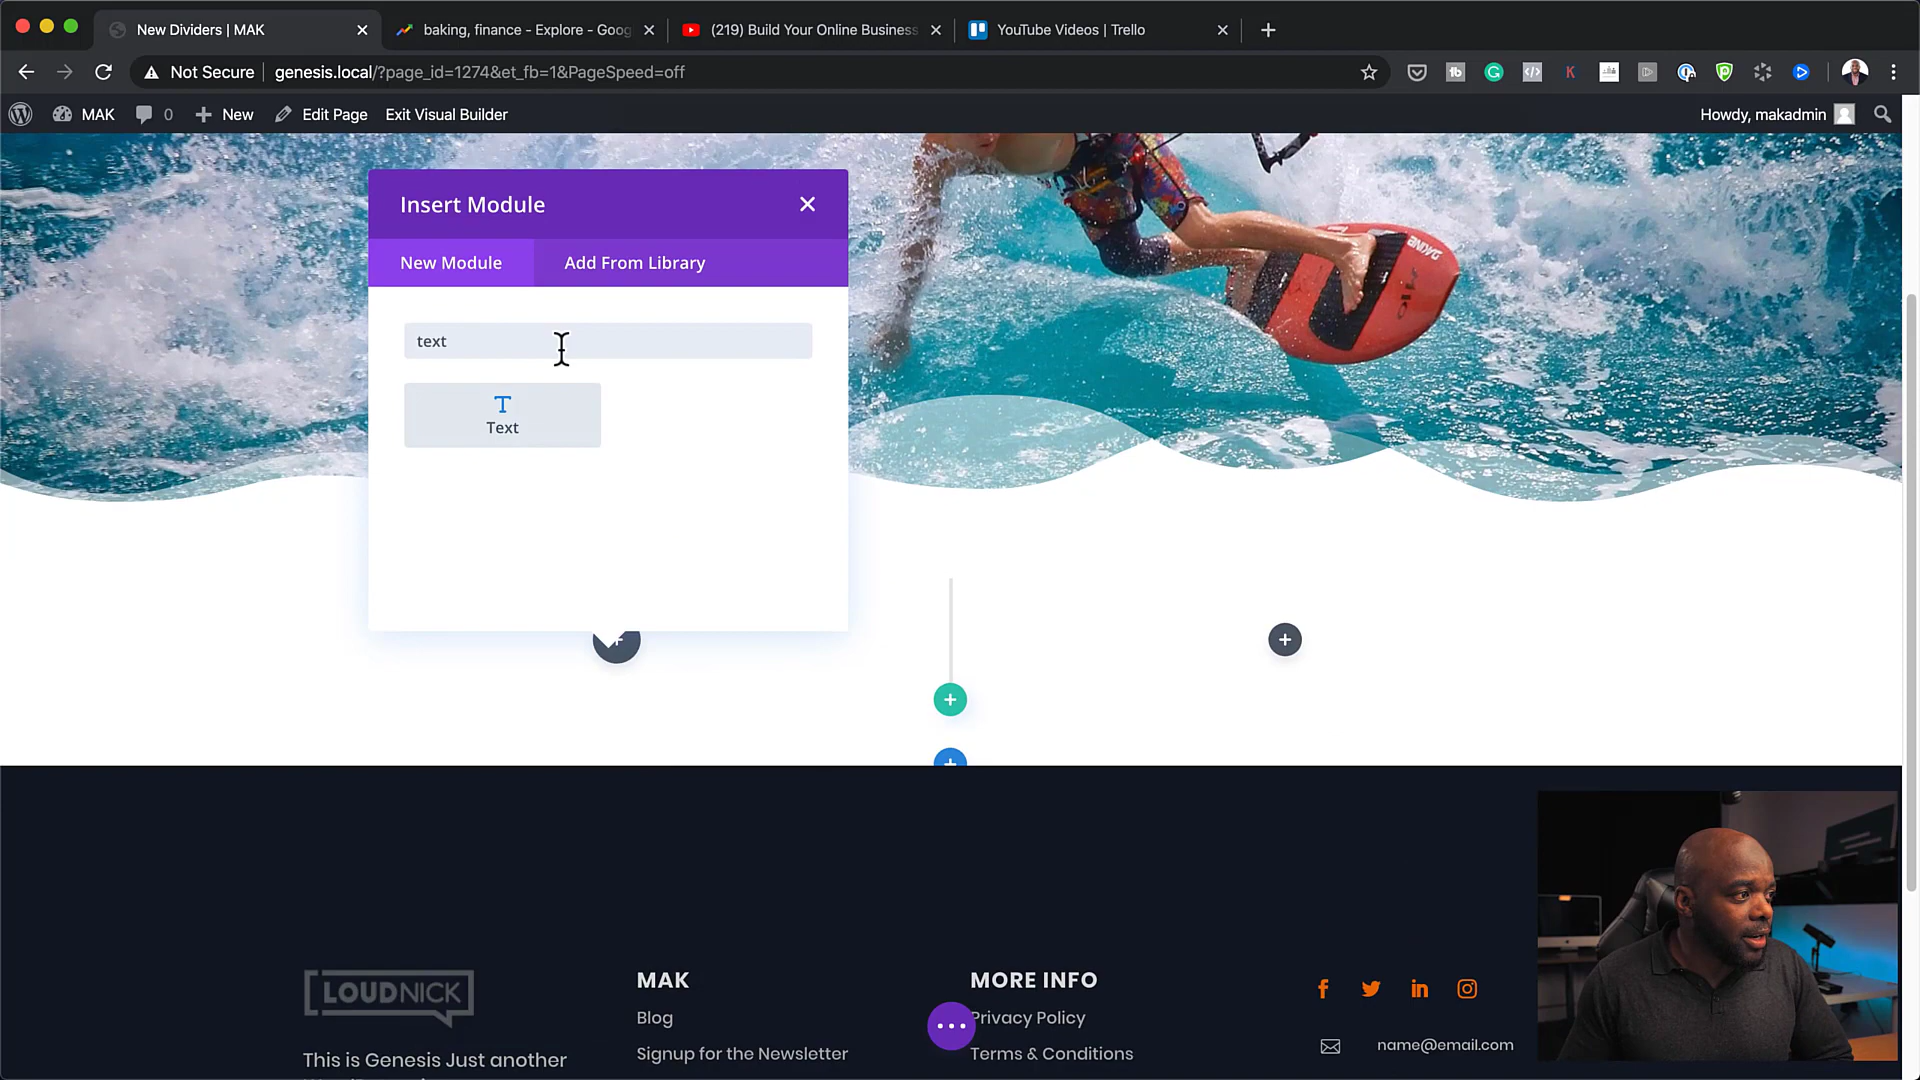 New Dividers | MAK
baking, finance - Explore - Goog
(219) Build Your Online Business
YouTube Videos | Trello
Not Secure
genesis.local/?page_id=1274&et_fb=1&PageSpeed=off
MAK
0
New
Edit Page
Exit Visual Builder
Howdy, makadmin
Insert Module
New Module
Add From Library
text
T
Text
LOUDNICK
This is Genesis Just another
MAK
Blog
Signup for the Newsletter
MORE INFO
Privacy Policy
Terms & Conditions
name@email.com